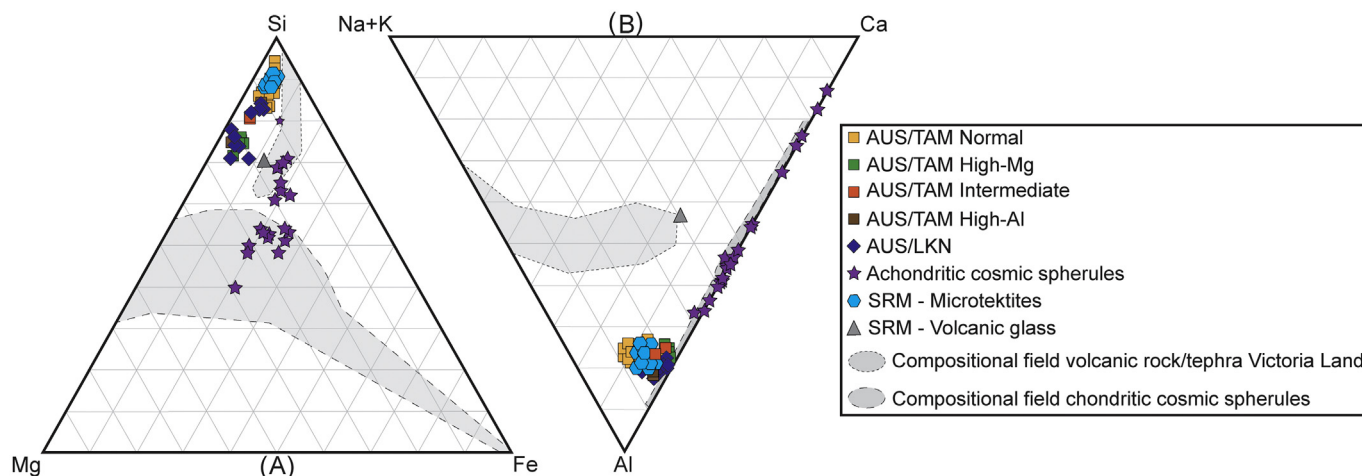 Si
Na+K
(B)
Ca
AUS/TAM Normal
AUS/TAM High-Mg
AUS/TAM Intermediate
AUS/TAM High-Al
AUS/LKN
Achondritic cosmic spherules
SRM - Microtektites
SRM - Volcanic glass
Compositional field volcanic rock/tephra Victoria Land
Compositional field chondritic cosmic spherules
Mg
(A)
Fe
Al